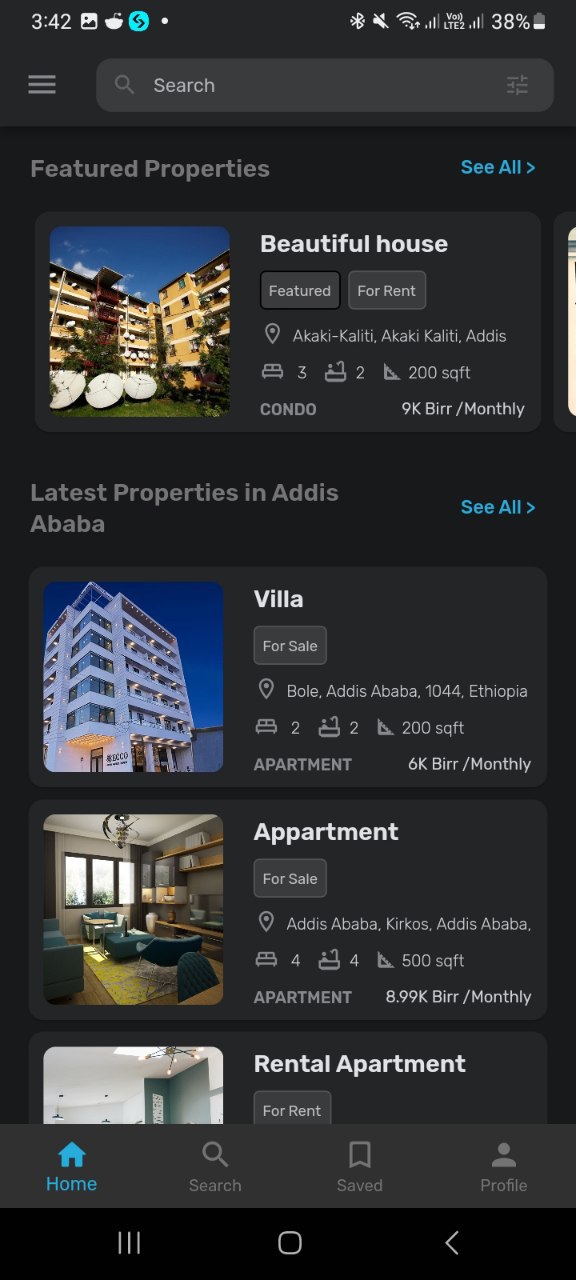 3:42
Vo))
LTE2
38%
Search
Featured Properties
See All >
Beautiful house
Featured
For Rent
Akaki-Kaliti, Akaki Kaliti, Addis
3
2
200 sqft
CONDO
9K Birr /Monthly
Latest Properties in Addis
Ababa
See All >
Villa
For Sale
Bole, Addis Ababa, 1044, Ethiopia
2
2
200 sqft
APARTMENT
6K Birr /Monthly
ECCO
Appartment
For Sale
Addis Ababa, Kirkos, Addis Ababa,
4
4
500 sqft
APARTMENT
8.99K Birr /Monthly
Rental Apartment
For Rent
Home
Search
Saved
Profile